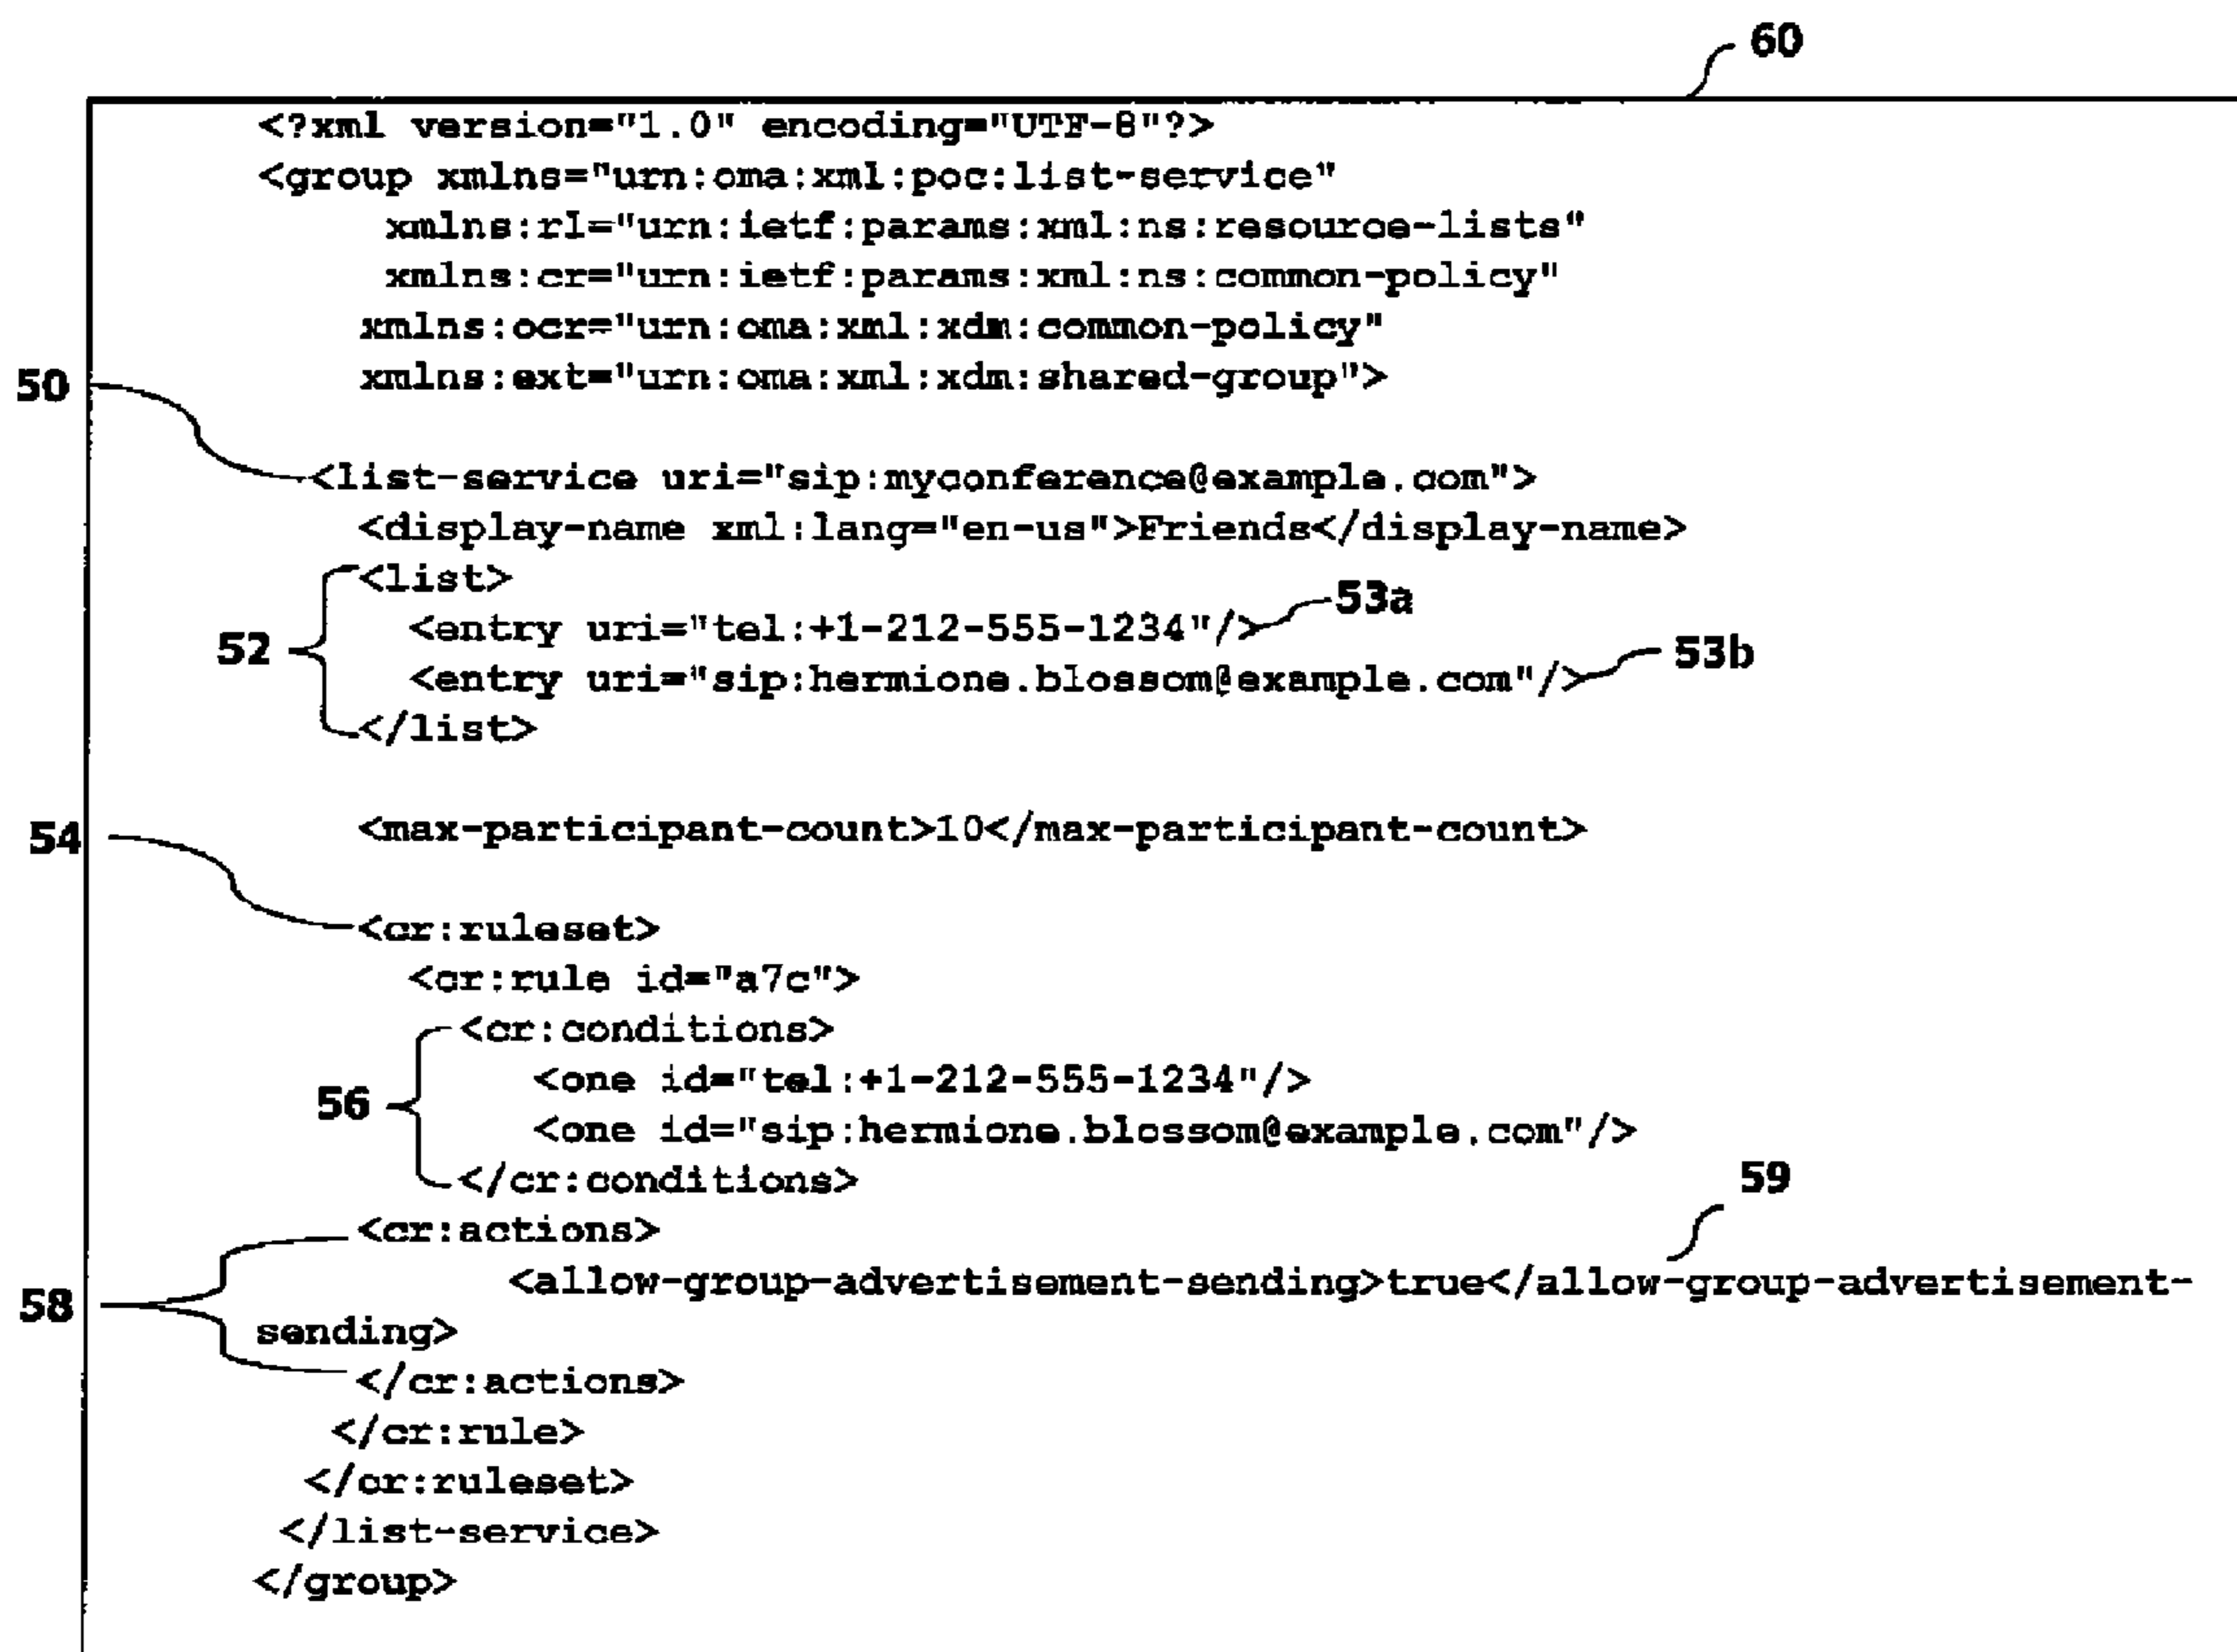 60
<?xml version="1.0" encoding="UTF-8"?>
<group xmlns="urn:oma:xml:poc:list-service"
xmlns:rl="urn:ietf:params:xml:ns:resource-lists"
xmlns:cr="urn:ietf:params:xml:ns:common-policy"
xmlns:ocr="urn:oma:xml:xdm:common-policy"
xmlns:ext="urn:oma:xml:xdm:shared-group">
50
<list-service uri="sip:myconference@example.com">
<display-name xml:lang="en-us">Friends</display-name>
<list>
<entry uri="tel:+1-212-555-1234"/> 53a
52 <entry uri="sip:hermione.blossom@example.com"/> 53b
</list>
54 <max-participant-count>10</max-participant-count>
<cr:ruleset>
<cr:rule id="a7c">
<cr:conditions>
56 <one id="tel:+1-212-555-1234"/>
<one id="sip:hermione.blossom@example.com"/>
</cr:conditions>
59
<cr:actions>
58 <allow-group-advertisement-sending>true</allow-group-advertisement-
sending>
</cr:actions>
</cr:rule>
</cr:ruleset>
</list-service>
</group>